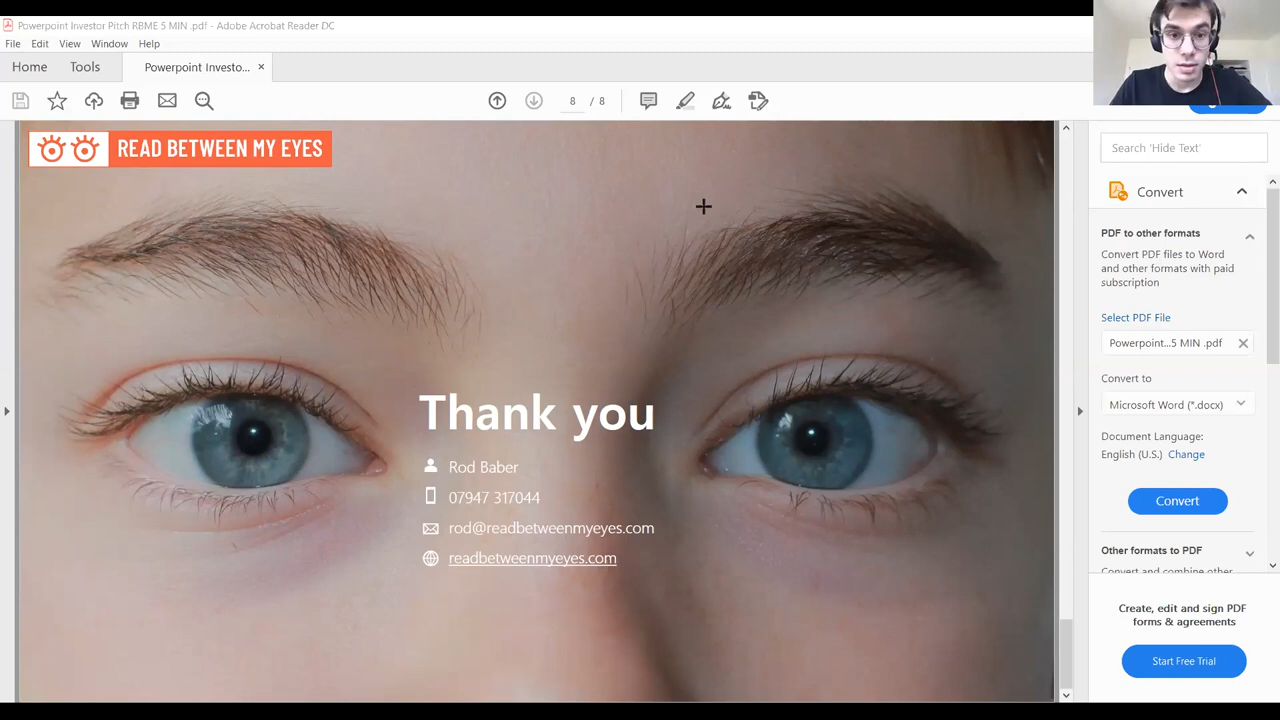 Powerpoint Investor Pitch RBME 5 MIN .pdf - Adobe Acrobat Reader DC
File Edit View Window Help
Home Tools Powerpoint Investo... ×
8 / 8
READ BETWEEN MY EYES
Thank you
Rod Baber
07947 317044
rod@readbetweenmyeyes.com
readbetweenmyeyes.com
Search 'Hide Text'
Convert
PDF to other formats
Convert PDF files to Word
and other formats with paid
subscription
Select PDF File
Powerpoint...5 MIN .pdf
Convert to
Microsoft Word (*.docx)
Document Language:
English (U.S.) Change
Convert
Other formats to PDF
Convert and combine other
Create, edit and sign PDF
forms & agreements
Start Free Trial